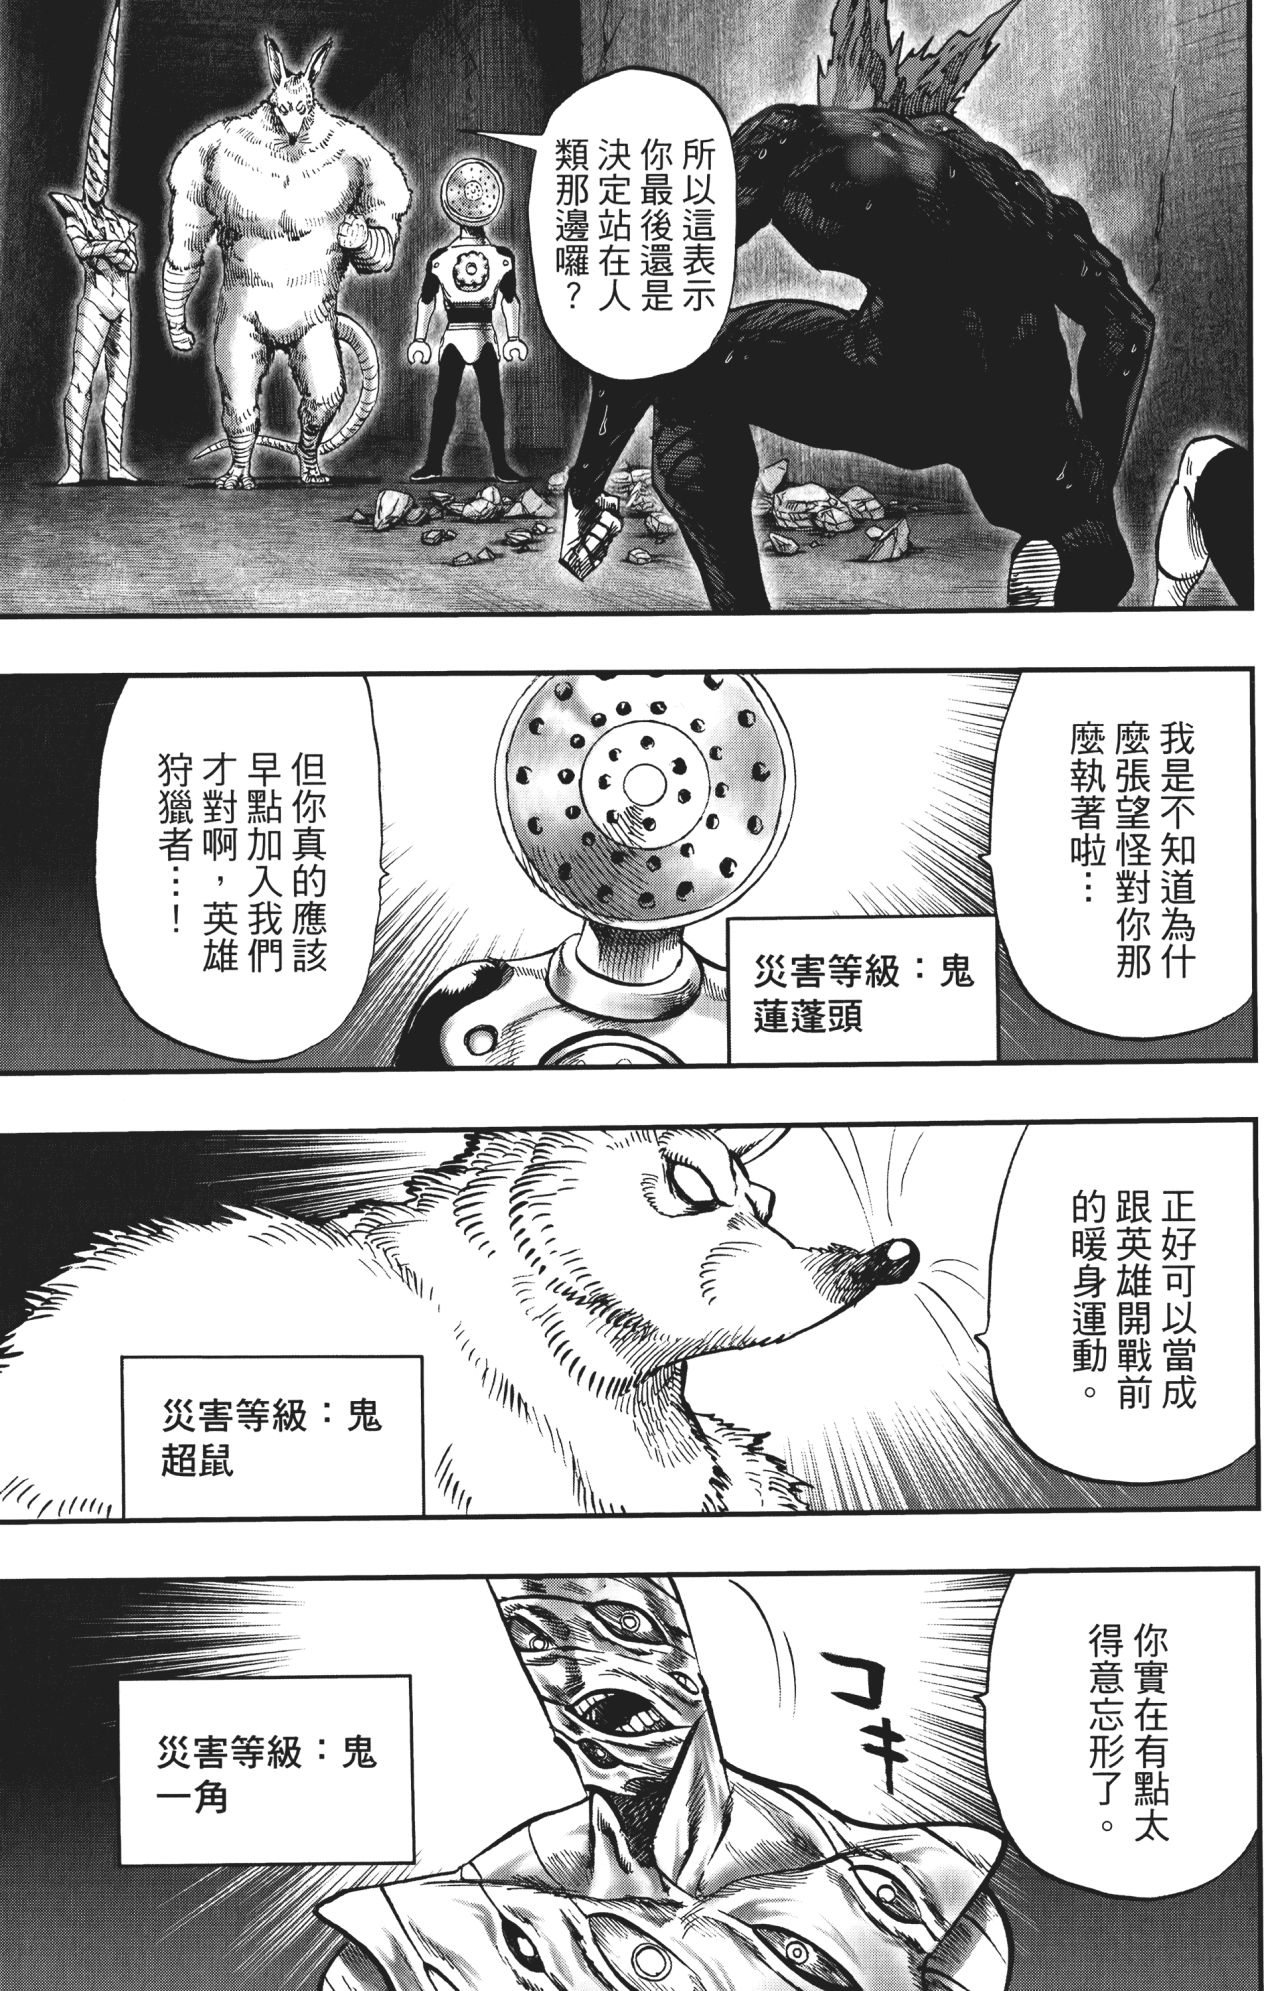 所以這表示
你最後還是
決定站在人
類那邊囉？
我是不知道為什
麼張望怪對你那
麼執著啦…
但你真的應該
早點加入我們
才對啊，英雄
狩獵者…！
災害等級：鬼
蓮蓬頭
正好可以當成
跟英雄開戰前
的暖身運動。
災害等級：鬼
超鼠
你實在有點太
得意忘形了。
コキ
災害等級：鬼
一角